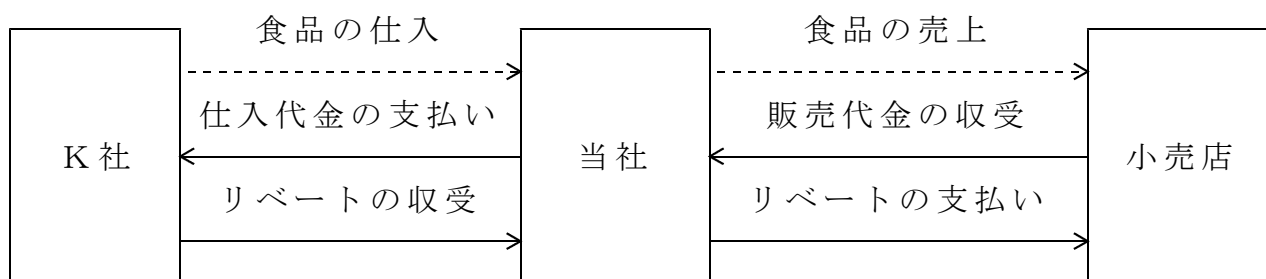 食品の仕入
食品の売上
仕入代金の支払い
販売代金の収受
K社
当社
小売店
リベートの収受
リベートの支払い